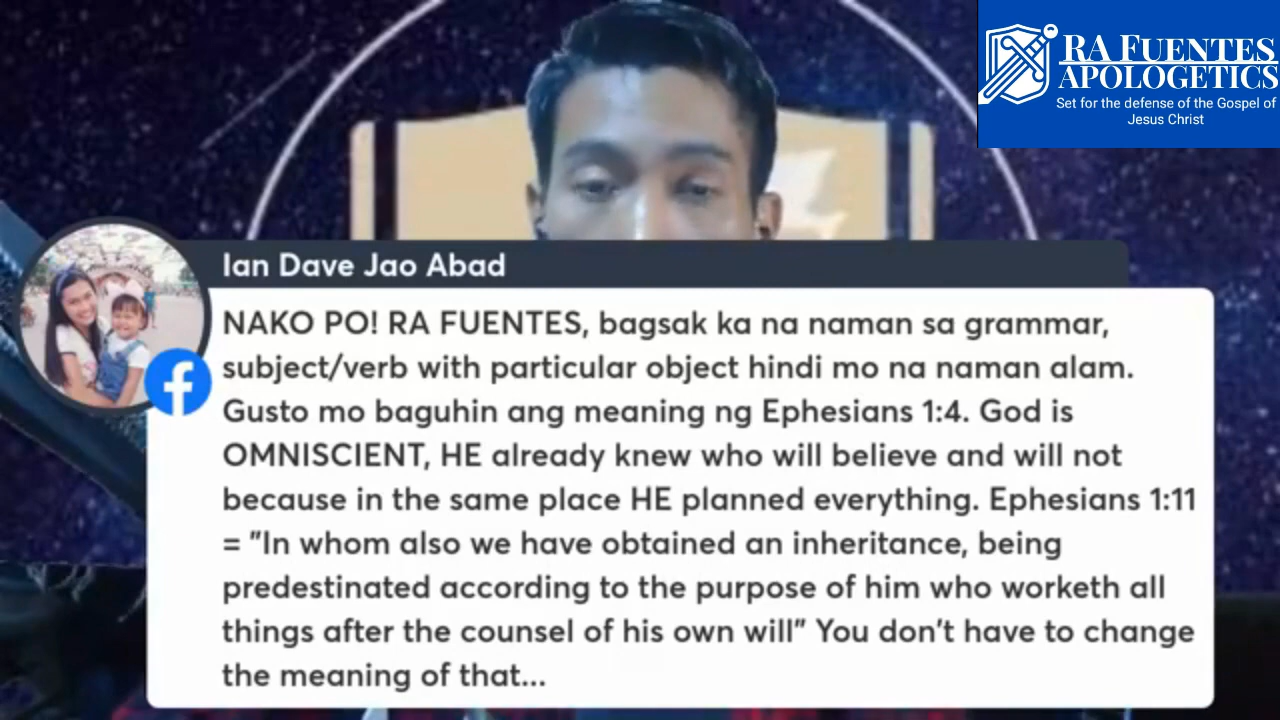 RA FUENTES
APOLOGETICS
Set for the defense of the Gospel of
Jesus Christ
Ian Dave Jao Abad
NAKO PO! RA FUENTES, bagsak ka na naman sa grammar,
subject/verb with particular object hindi mo na naman alam.
Gusto mo baguhin ang meaning ng Ephesians 1:4. God is
OMNISCIENT, HE already knew who will believe and will not
because in the same place HE planned everything. Ephesians 1:11
= "In whom also we have obtained an inheritance, being
predestinated according to the purpose of him who worketh all
things after the counsel of his own will" You don't have to change
the meaning of that...